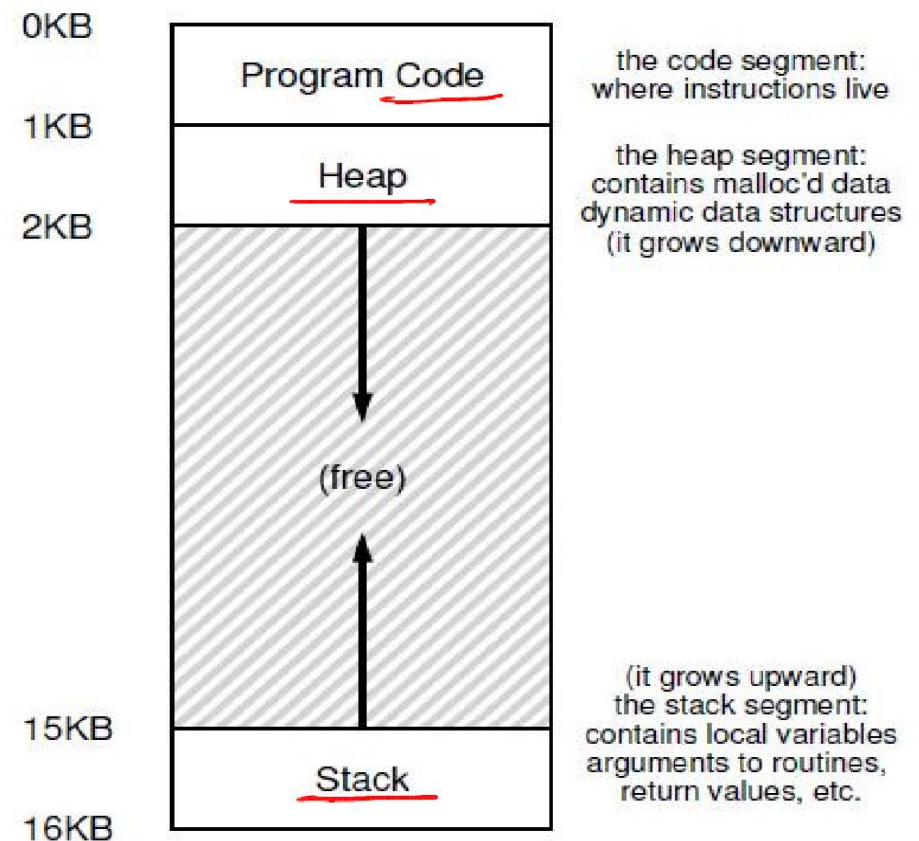 0KB
Program Code
the code segment:
where instructions live
1KB
Heap
the heap segment:
contains malloc'd data
dynamic data structures
(it grows downward)
2KB
(free)
(it grows upward)
the stack segment:
contains local variables
arguments to routines,
return values, etc.
15KB
Stack
16KB